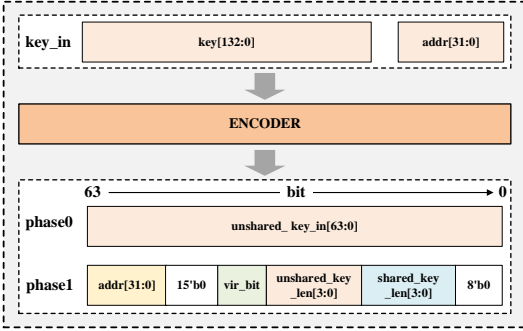 key_in
key[132:0]
addr[31:0]
ENCODER
63
bit
0
phase0
unshared_ key_in[63:0]
phase1
addr[31:0]
15'b0
vir_bit
unshared_key
_len[3:0]
shared_key
_len[3:0]
8'b0